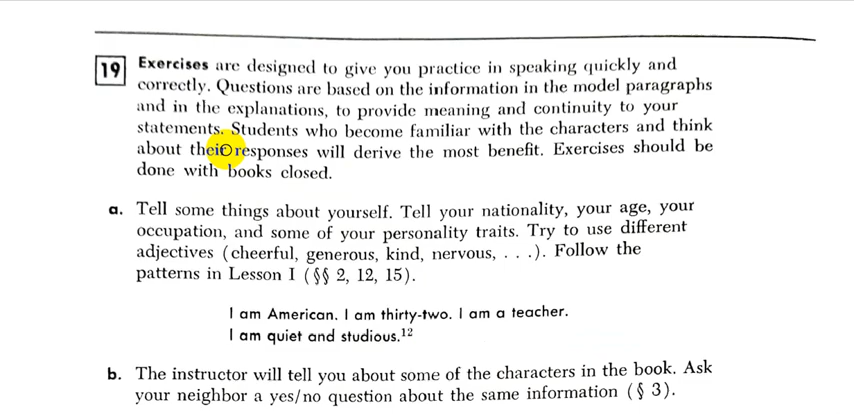 19 Exercises are designed to give you practice in speaking quickly and
correctly. Questions are based on the information in the model paragraphs
and in the explanations, to provide meaning and continuity to your
statements. Students who become familiar with the characters and think
about their responses will derive the most benefit. Exercises should be
done with books closed.
a. Tell some things about yourself. Tell your nationality, your age, your
occupation, and some of your personality traits. Try to use different
adjectives (cheerful, generous, kind, nervous, . . .). Follow the
patterns in Lesson I (§§ 2, 12, 15).
I am American. I am thirty-two. I am a teacher.
I am quiet and studious.¹²
b. The instructor will tell you about some of the characters in the book. Ask
your neighbor a yes/no question about the same information (§ 3).